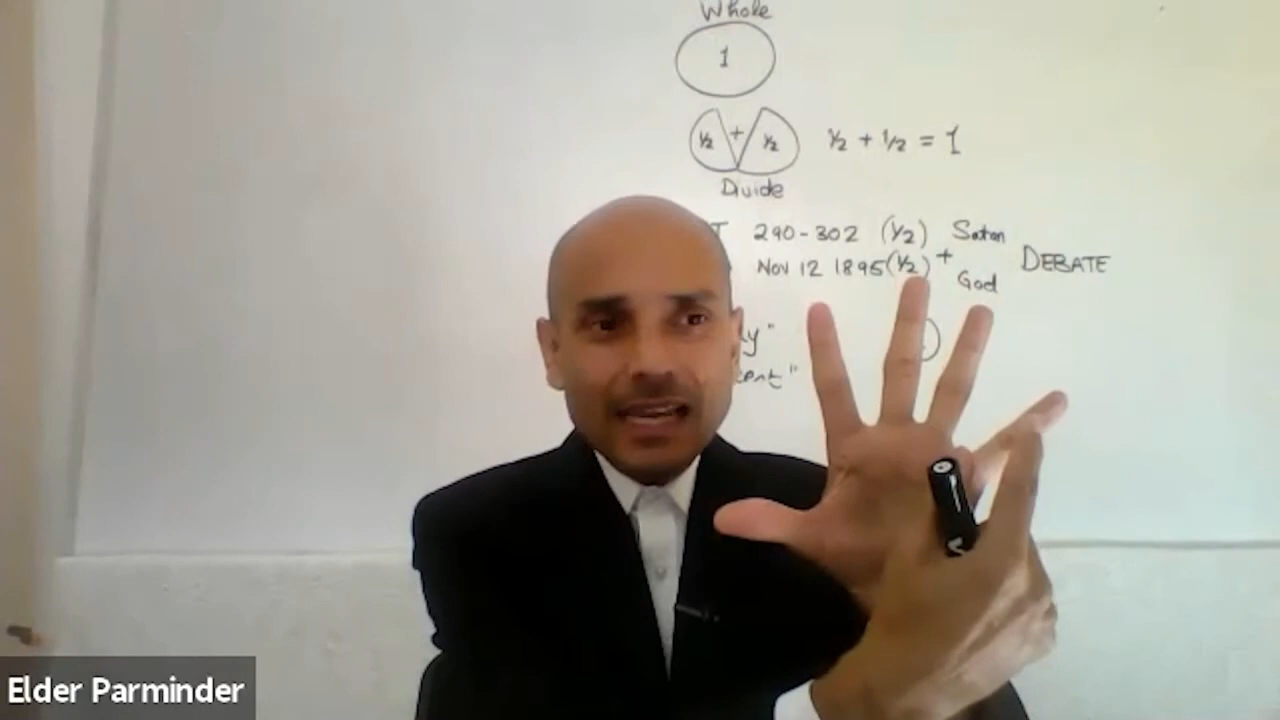 Whole
1
½ + ½ ½ + ½ = 1
Divide
290-302 (½) Satan
Nov 12 1895 (½) + God DEBATE
Elder Parminder